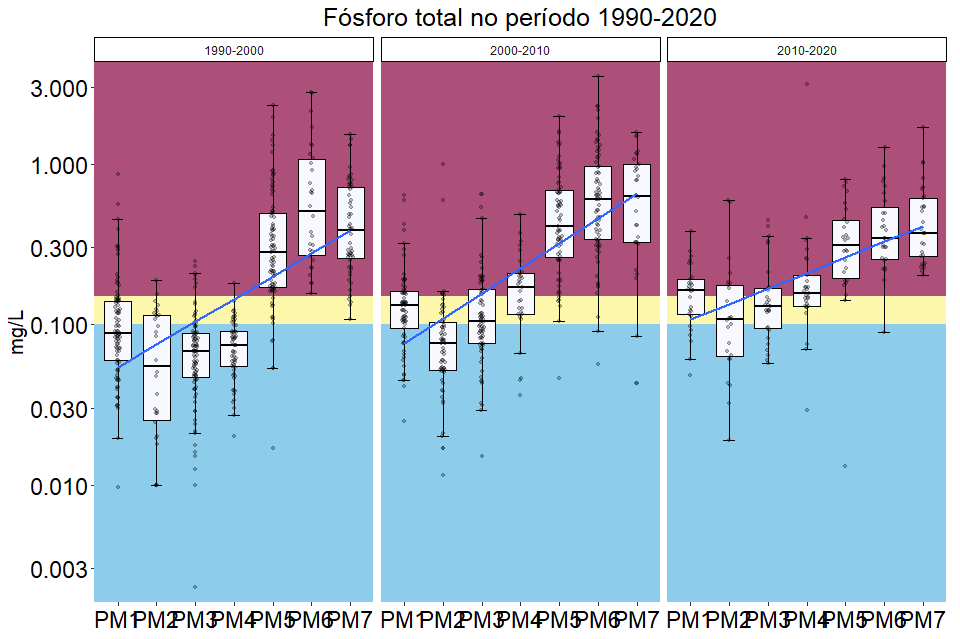 Fósforo total no período 1990-2020
1990-2000
2000-2010
2010-2020
mg/L
3.000
1.000
0.300
0.100
0.030
0.010
0.003
PM1 PM2 PM3 PM4 PM5 PM6 PM7
PM1 PM2 PM3 PM4 PM5 PM6 PM7
PM1 PM2 PM3 PM4 PM5 PM6 PM7